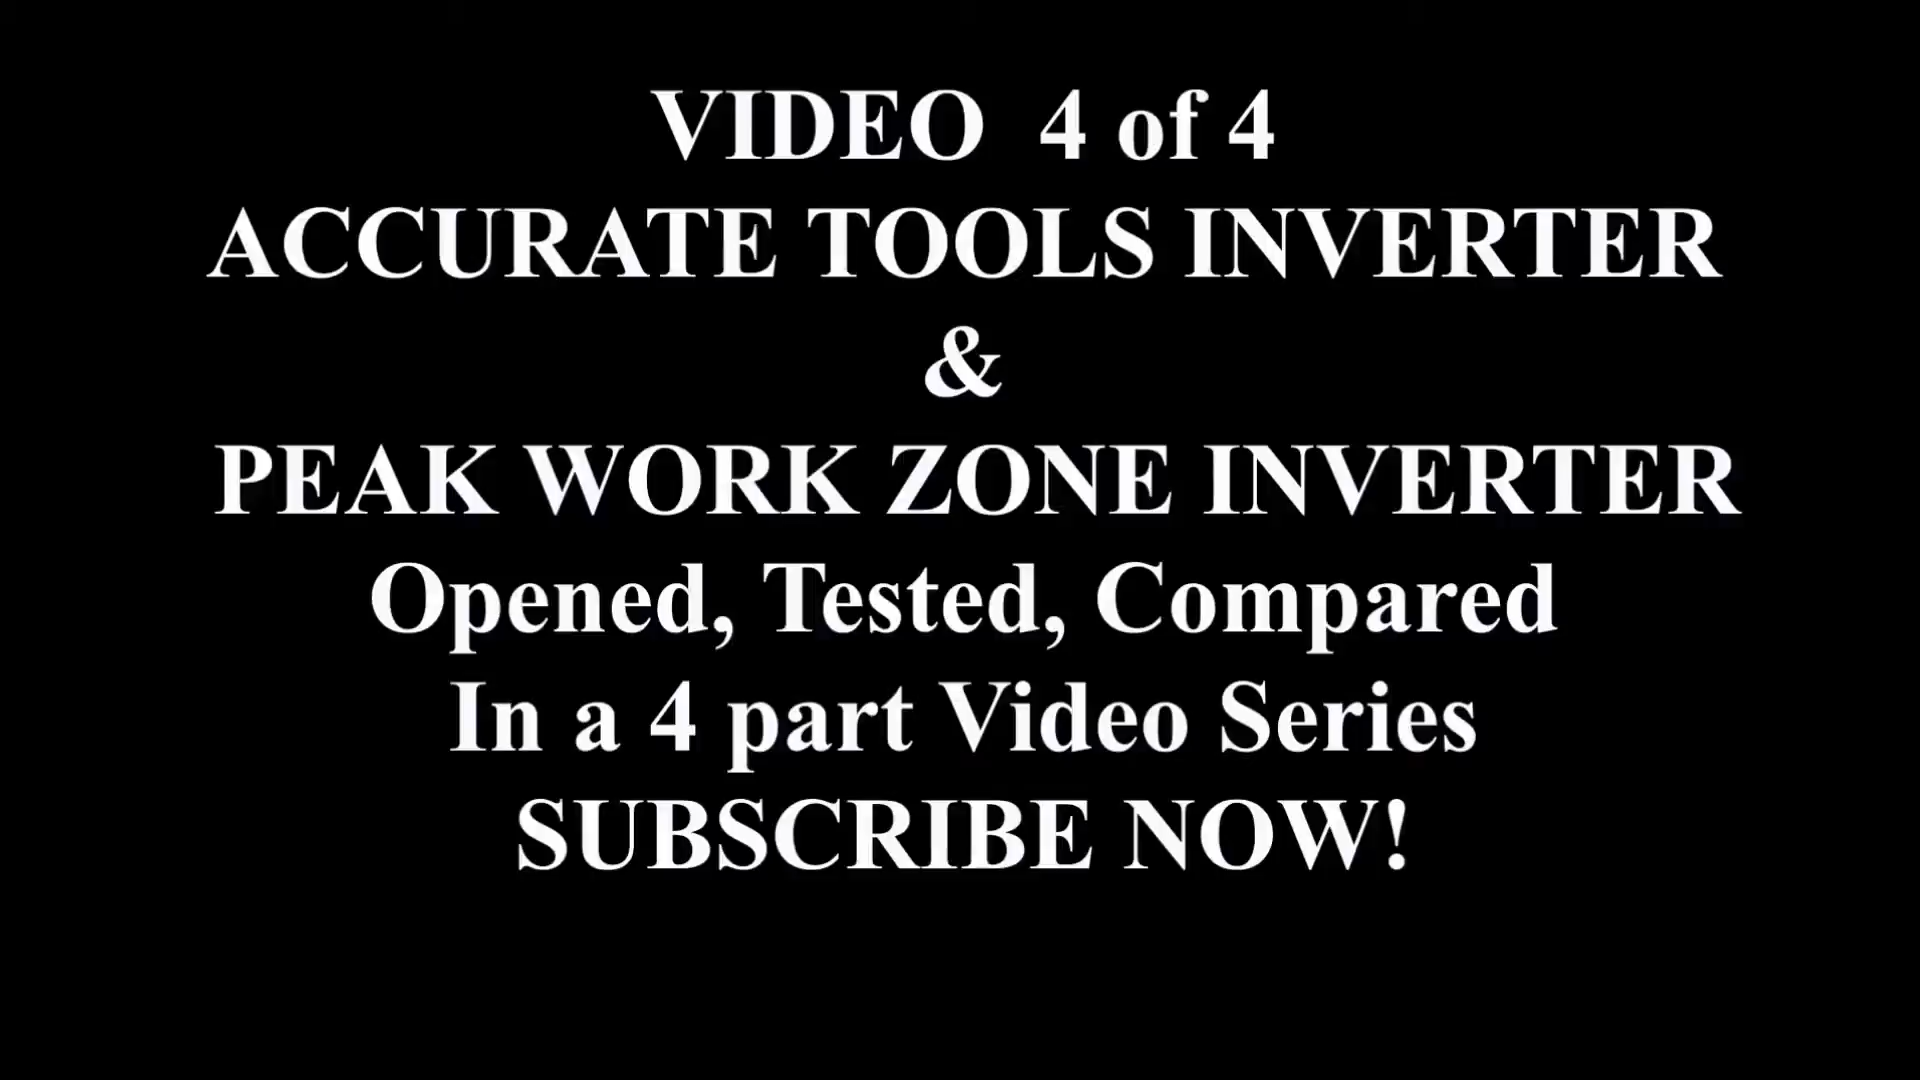 VIDEO  4 of 4
ACCURATE TOOLS INVERTER
&
PEAK WORK ZONE INVERTER
Opened, Tested, Compared
In a 4 part Video Series
SUBSCRIBE NOW!